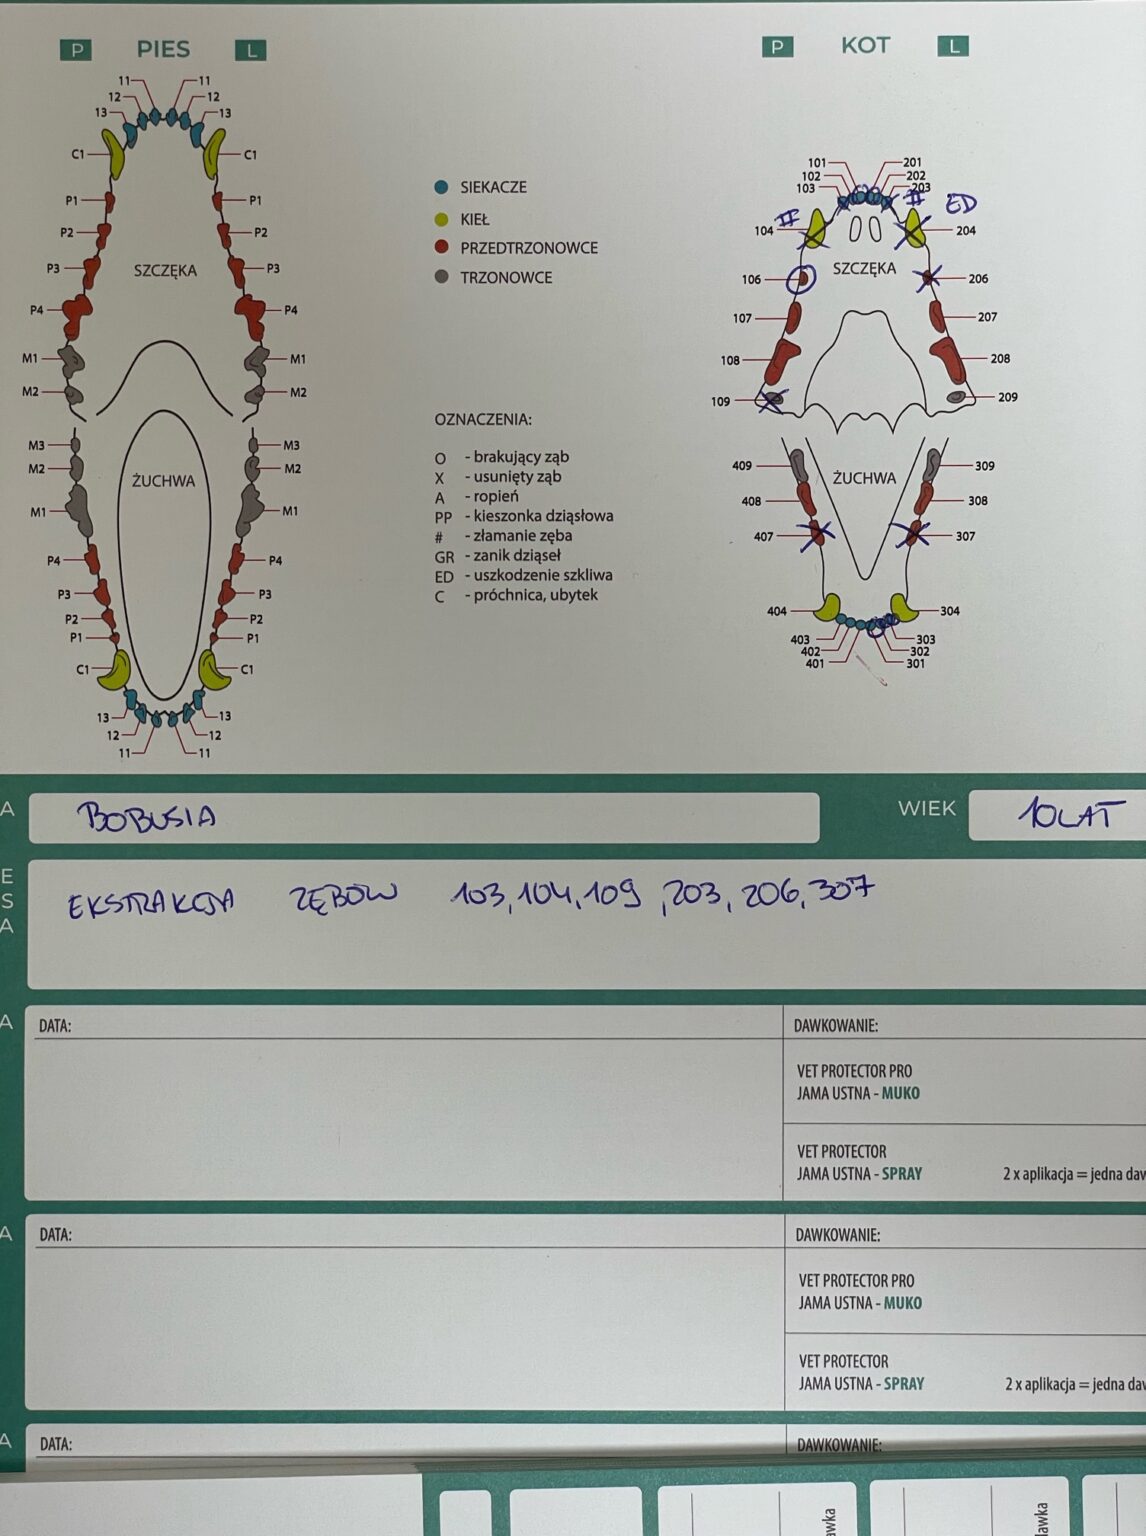 P PIES L
11 11
12 12
13 13
C1 C1
P1 P1
P2 P2
P3 P3
SZCZĘKA
P4 P4
M1 M1
M2 M2
M3 M3
M2 M2
ŻUCHWA
M1 M1
P4 P4
P3 P3
P2 P2
P1 P1
C1 C1
13 13
12 12
11 11
SIEKACZE
KIEŁ
PRZEDTRZONOWCE
TRZONOWCE
OZNACZENIA:
O - brakujący ząb
X - usunięty ząb
A - ropień
PP - kieszonka dziąsłowa
# - złamanie zęba
GR - zanik dziąseł
ED - uszkodzenie szkliwa
C - próchnica, ubytek
P KOT L
101 201
102 202
103 203
# # ED
104 204
SZCZĘKA
106 206
107 207
108 208
109 209
409 309
ŻUCHWA
408 308
407 307
404 304
403 303
402 302
401 301
A BOBUSIA WIEK 10 LAT
E
S
A
EKSTRAKCJA ZĘBÓW 103, 104, 109, 203, 206, 307
A DATA: DAWKOWANIE:
VET PROTECTOR PRO
JAMA USTNA - MUKO
VET PROTECTOR
JAMA USTNA - SPRAY 2 x aplikacja = jedna daw
A DATA: DAWKOWANIE:
VET PROTECTOR PRO
JAMA USTNA - MUKO
VET PROTECTOR
JAMA USTNA - SPRAY 2 x aplikacja = jedna daw
A DATA: DAWKOWANIE:
awka
lawka